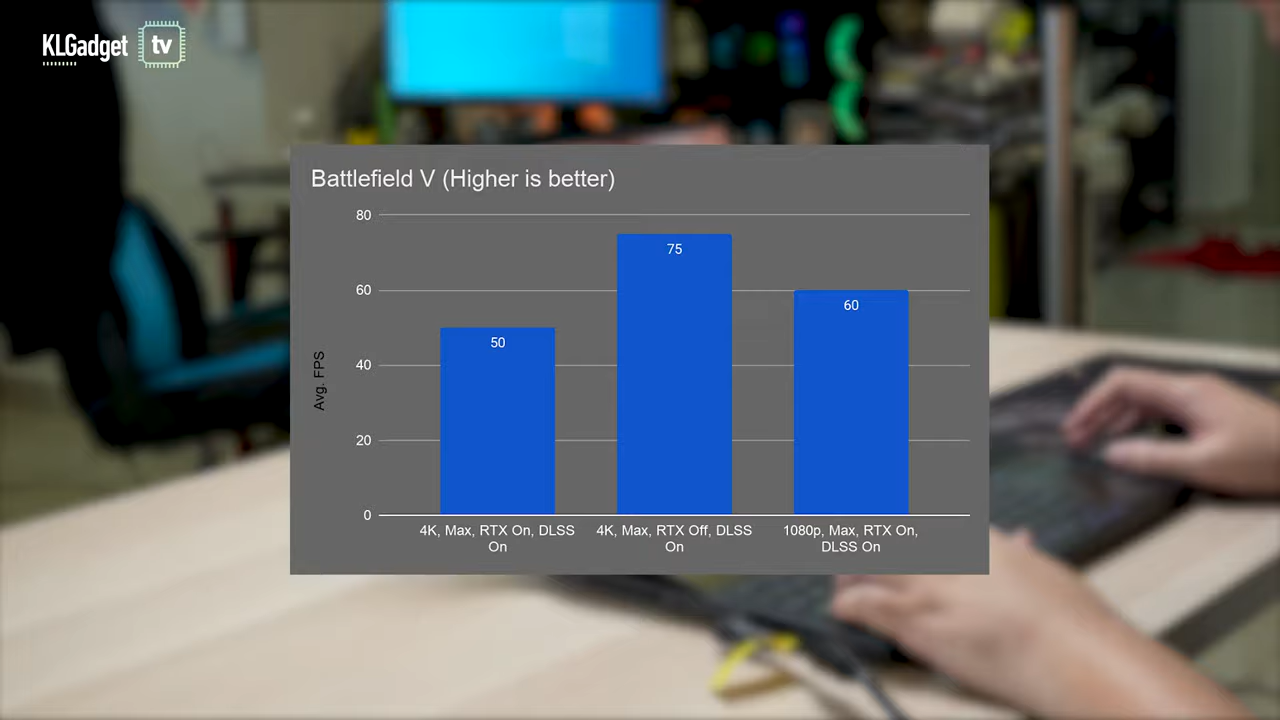 KLGadget tv
Battlefield V (Higher is better)
80
60
40
20
0
Avg. FPS
50
75
60
4K, Max, RTX On, DLSS
On
4K, Max, RTX Off, DLSS
On
1080p, Max, RTX On,
DLSS On